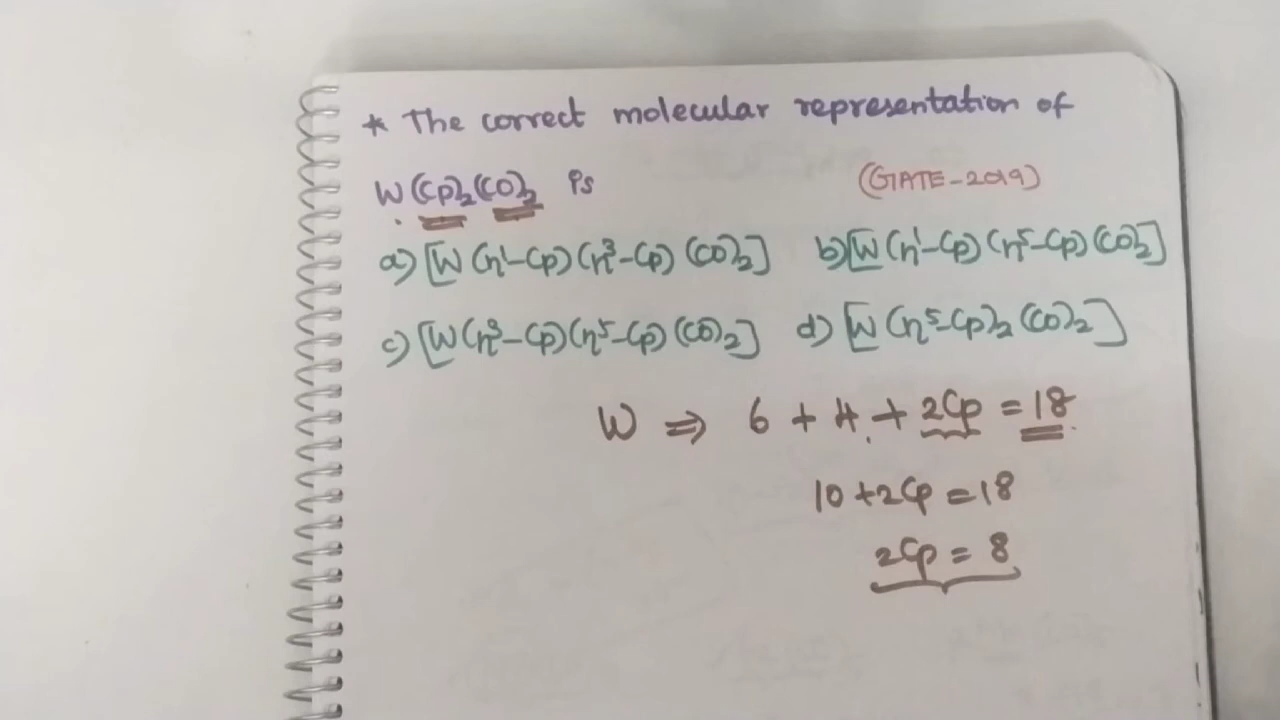 * The correct molecular representation of
W(Cp)₂(CO)₂ is (GATE-2019)
a) [W(η¹-Cp)(η³-Cp)(CO)₂] b) [W(η¹-Cp)(η⁵-Cp)(CO)₂]
c) [W(η³-Cp)(η⁵-Cp)(CO)₂] d) [W(η⁵-Cp)₂(CO)₂]
W ⇒ 6 + 4 + 2Cp = 18
10 + 2Cp = 18
2Cp = 8